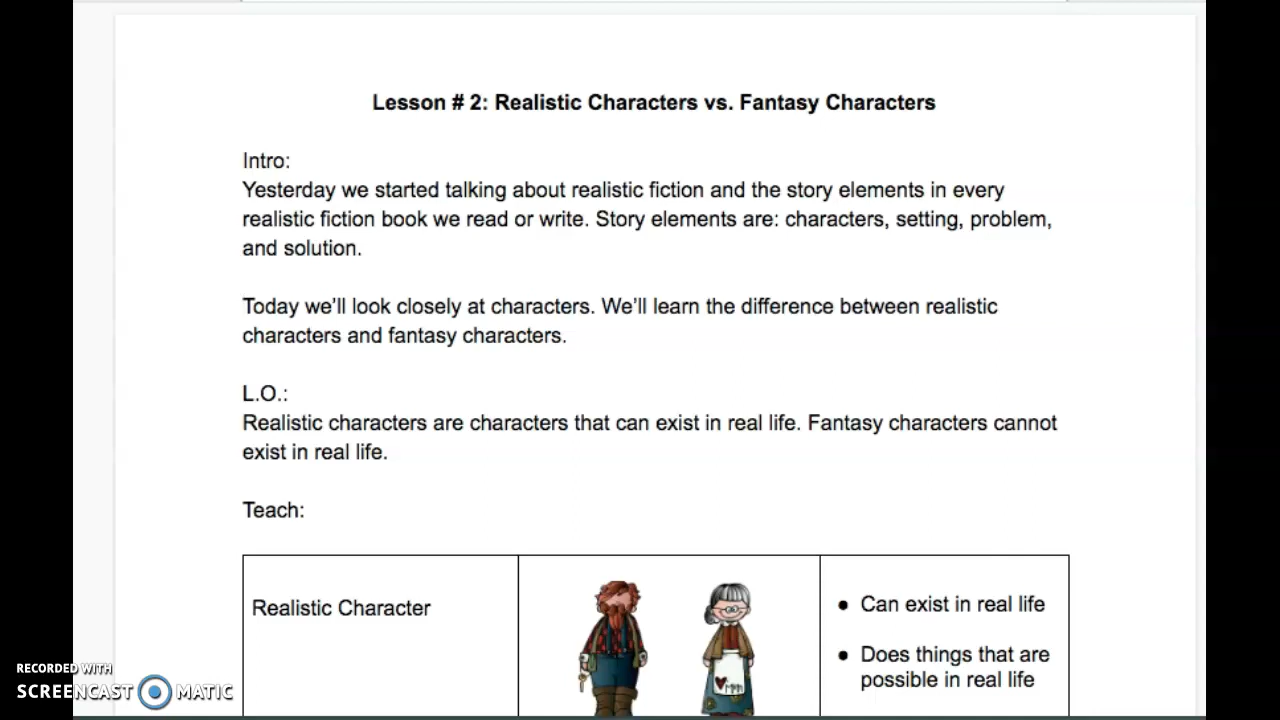 Lesson # 2: Realistic Characters vs. Fantasy Characters
Intro:
Yesterday we started talking about realistic fiction and the story elements in every
realistic fiction book we read or write. Story elements are: characters, setting, problem,
and solution.
Today we'll look closely at characters. We'll learn the difference between realistic
characters and fantasy characters.
L.O.:
Realistic characters are characters that can exist in real life. Fantasy characters cannot
exist in real life.
Teach:
Realistic Character
● Can exist in real life
● Does things that are
possible in real life
RECORDED WITH
SCREENCAST MATIC